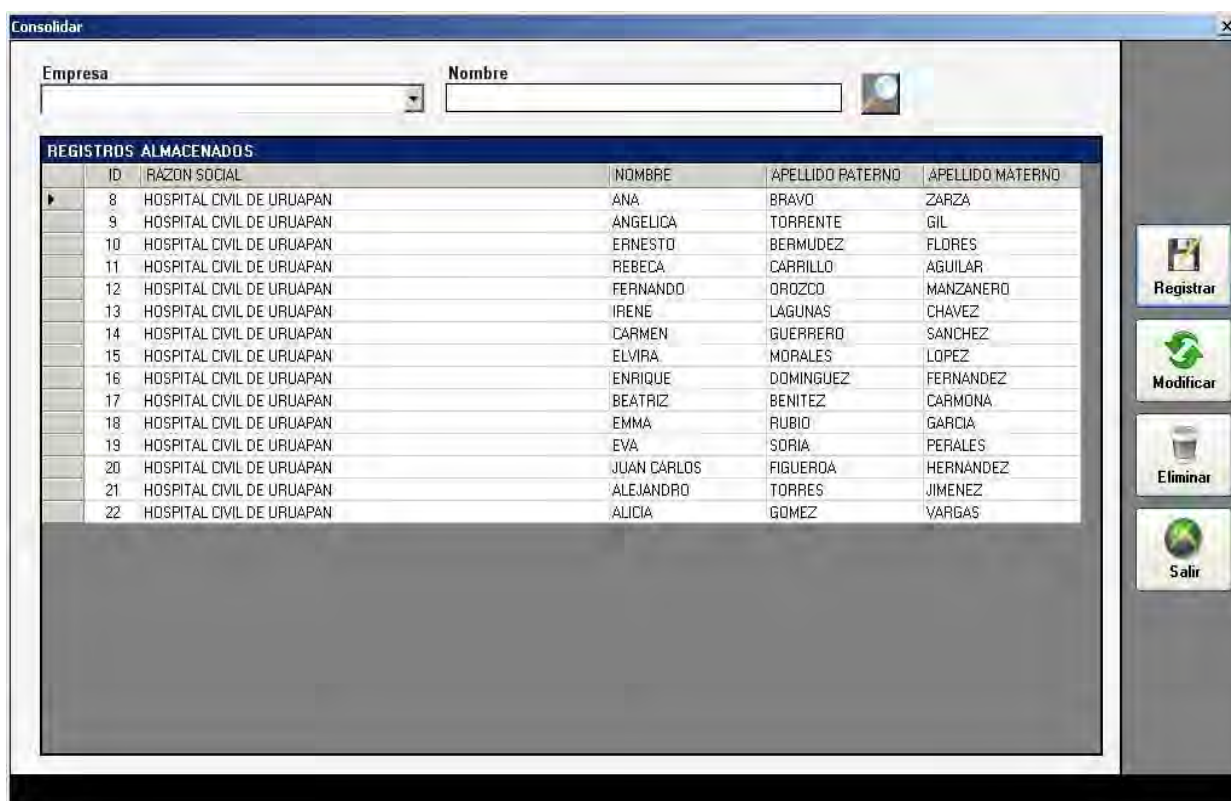 Consolidar
Empresa Nombre
REGISTROS ALMACENADOS
ID RAZON SOCIAL NOMBRE APELLIDO PATERNO APELLIDO MATERNO
8 HOSPITAL CIVIL DE URUAPAN ANA BRAVO ZARZA
9 HOSPITAL CIVIL DE URUAPAN ANGELICA TORRENTE GIL
10 HOSPITAL CIVIL DE URUAPAN ERNESTO BERMUDEZ FLORES
11 HOSPITAL CIVIL DE URUAPAN REBECA CARRILLO AGUILAR
12 HOSPITAL CIVIL DE URUAPAN FERNANDO OROZCO MANZANERO
13 HOSPITAL CIVIL DE URUAPAN IRENE LAGUNAS CHAVEZ
14 HOSPITAL CIVIL DE URUAPAN CARMEN GUERRERO SANCHEZ
15 HOSPITAL CIVIL DE URUAPAN ELVIRA MORALES LOPEZ
16 HOSPITAL CIVIL DE URUAPAN ENRIQUE DOMINGUEZ FERNANDEZ
17 HOSPITAL CIVIL DE URUAPAN BEATRIZ BENITEZ CARMONA
18 HOSPITAL CIVIL DE URUAPAN EMMA RUBIO GARCIA
19 HOSPITAL CIVIL DE URUAPAN EVA SORIA PERALES
20 HOSPITAL CIVIL DE URUAPAN JUAN CARLOS FIGUEROA HERNANDEZ
21 HOSPITAL CIVIL DE URUAPAN ALEJANDRO TORRES JIMENEZ
22 HOSPITAL CIVIL DE URUAPAN ALICIA GOMEZ VARGAS
Registrar
Modificar
Eliminar
Salir